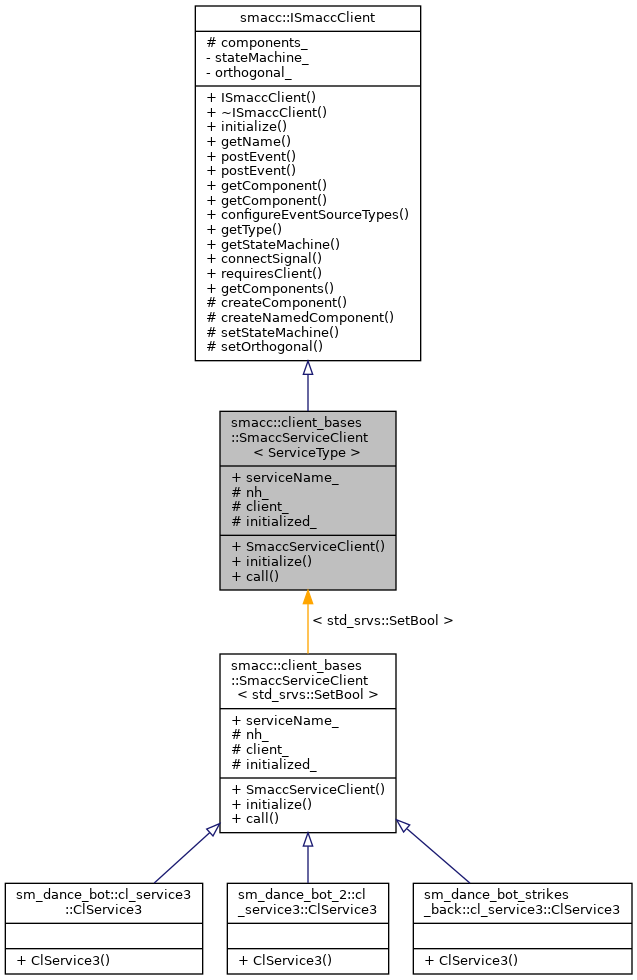 smacc::ISmaccClient
# components_
- stateMachine_
- orthogonal_
+ ISmaccClient()
+ ~ISmaccClient()
+ initialize()
+ getName()
+ postEvent()
+ postEvent()
+ getComponent()
+ getComponent()
+ configureEventSourceTypes()
+ getType()
+ getStateMachine()
+ connectSignal()
+ requiresClient()
+ getComponents()
# createComponent()
# createNamedComponent()
# setStateMachine()
# setOrthogonal()
smacc::client_bases
::SmaccServiceClient
< ServiceType >
+ serviceName_
# nh_
# client_
# initialized_
+ SmaccServiceClient()
+ initialize()
+ call()
< std_srvs::SetBool >
smacc::client_bases
::SmaccServiceClient
< std_srvs::SetBool >
+ serviceName_
# nh_
# client_
# initialized_
+ SmaccServiceClient()
+ initialize()
+ call()
sm_dance_bot::cl_service3
::ClService3
+ ClService3()
sm_dance_bot_2::cl
_service3::ClService3
+ ClService3()
sm_dance_bot_strikes
_back::cl_service3::ClService3
+ ClService3()